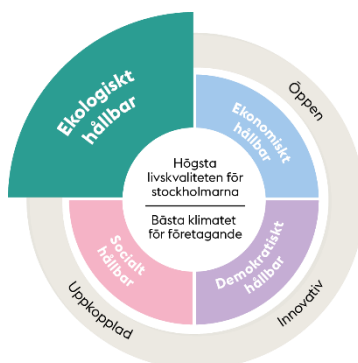 Ekologiskt
hållbar
Öppen
Ekonomiskt
hållbar
Högsta
livskvaliteten för
stockholmarna
Bästa klimatet
för företagande
Socialt
hållbar
Demokratiskt
hållbar
Uppkopplad
Innovativ